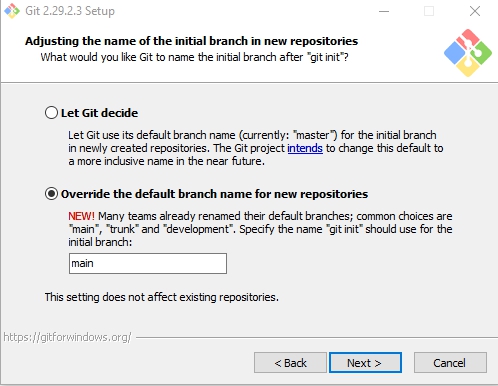 Git 2.29.2.3 Setup
Adjusting the name of the initial branch in new repositories
What would you like Git to name the initial branch after "git init"?
Let Git decide
Let Git use its default branch name (currently: "master") for the initial branch
in newly created repositories. The Git project intends to change this default to
a more inclusive name in the near future.
Override the default branch name for new repositories
NEW! Many teams already renamed their default branches; common choices are
"main", "trunk" and "development". Specify the name "git init" should use for the
initial branch:
main
This setting does not affect existing repositories.
https://gitforwindows.org/
< Back
Next >
Cancel